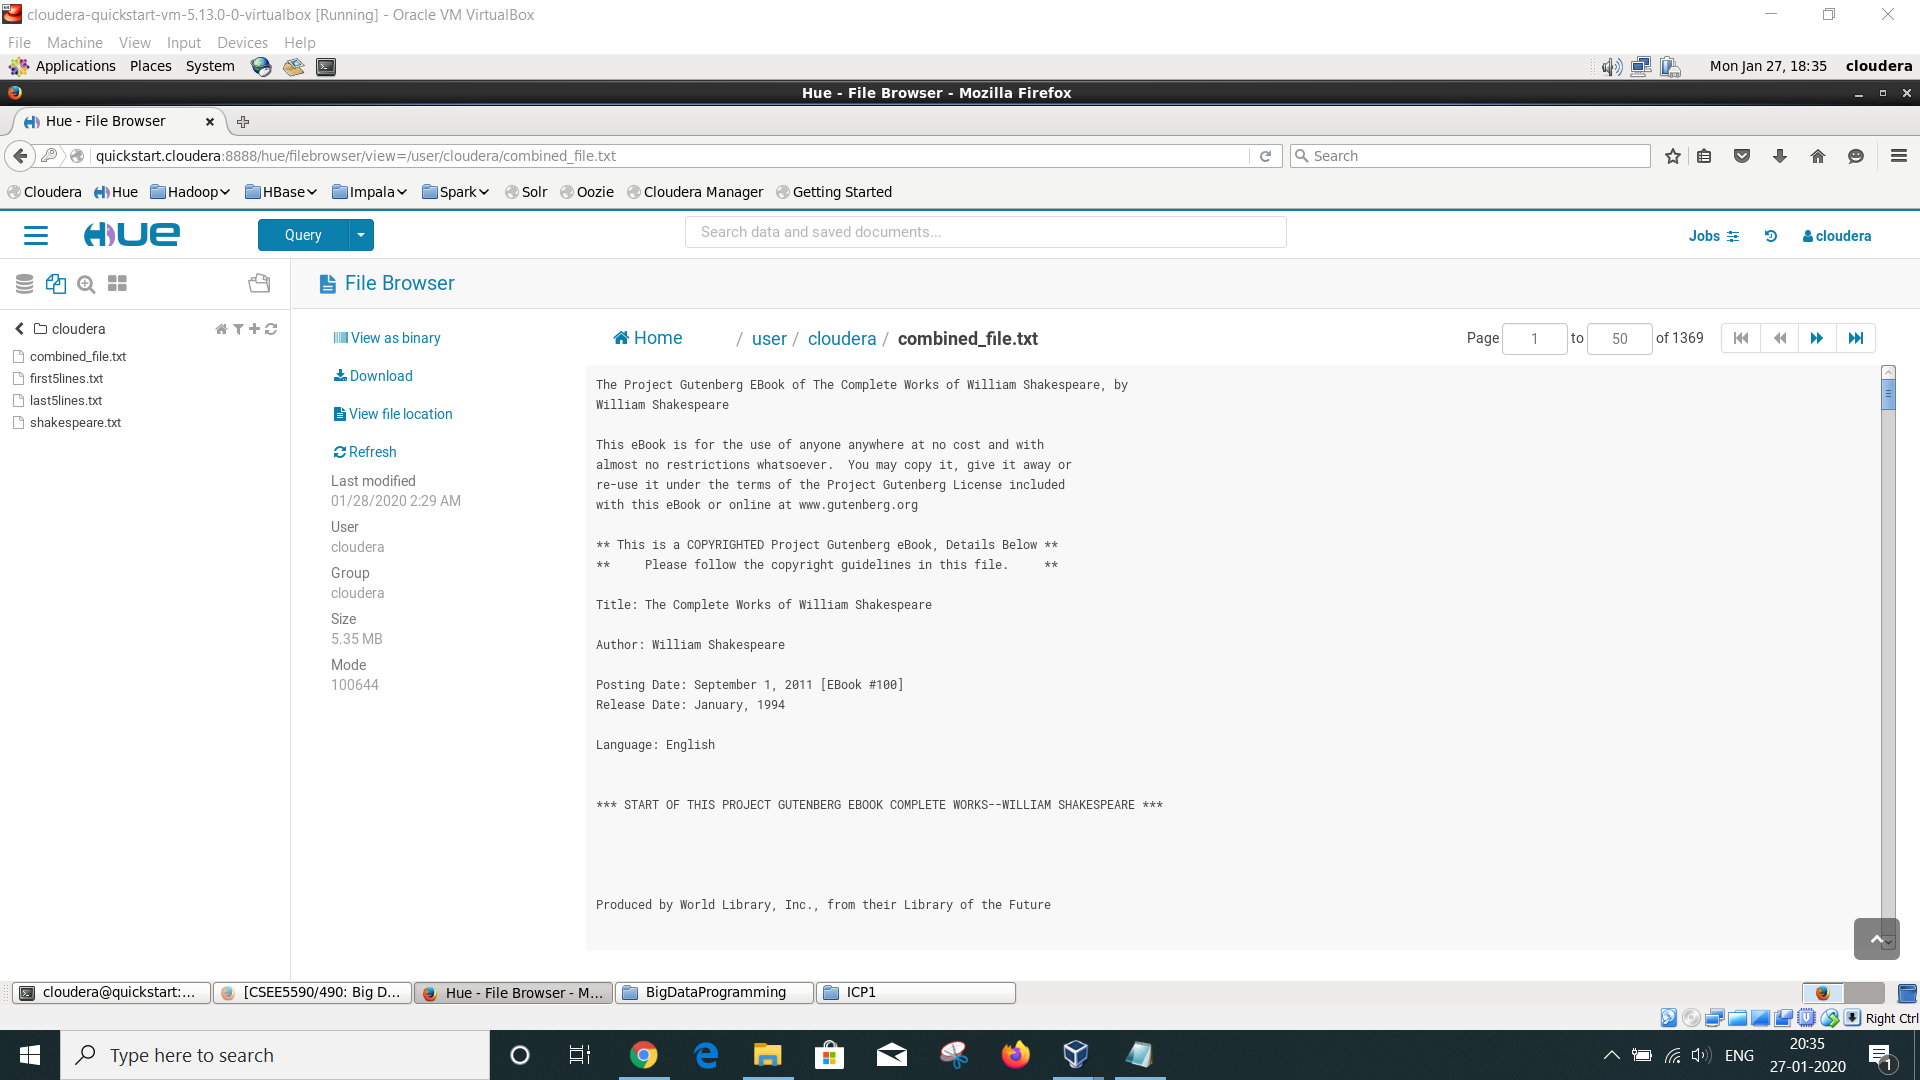 cloudera-quickstart-vm-5.13.0-0-virtualbox [Running] - Oracle VM VirtualBox
File Machine View Input Devices Help
Applications Places System Mon Jan 27, 18:35 cloudera
Hue - File Browser - Mozilla Firefox
Hue - File Browser
quickstart.cloudera:8888/hue/filebrowser/view=/user/cloudera/combined_file.txt Search
Cloudera Hue Hadoop HBase Impala Spark Solr Oozie Cloudera Manager Getting Started
HUE Query Search data and saved documents... Jobs cloudera
File Browser
cloudera
combined_file.txt
first5lines.txt
last5lines.txt
shakespeare.txt
View as binary
Download
View file location
Refresh
Last modified
01/28/2020 2:29 AM
User
cloudera
Group
cloudera
Size
5.35 MB
Mode
100644
Home / user / cloudera / combined_file.txt Page 1 to 50 of 1369
The Project Gutenberg EBook of The Complete Works of William Shakespeare, by
William Shakespeare
This eBook is for the use of anyone anywhere at no cost and with
almost no restrictions whatsoever.  You may copy it, give it away or
re-use it under the terms of the Project Gutenberg License included
with this eBook or online at www.gutenberg.org
** This is a COPYRIGHTED Project Gutenberg eBook, Details Below **
**     Please follow the copyright guidelines in this file.     **
Title: The Complete Works of William Shakespeare
Author: William Shakespeare
Posting Date: September 1, 2011 [EBook #100]
Release Date: January, 1994
Language: English
*** START OF THIS PROJECT GUTENBERG EBOOK COMPLETE WORKS--WILLIAM SHAKESPEARE ***
Produced by World Library, Inc., from their Library of the Future
cloudera@quickstart:... [CSEE5590/490: Big D... Hue - File Browser - M... BigDataProgramming ICP1
Right Ctrl
Type here to search ENG 20:35
27-01-2020 1